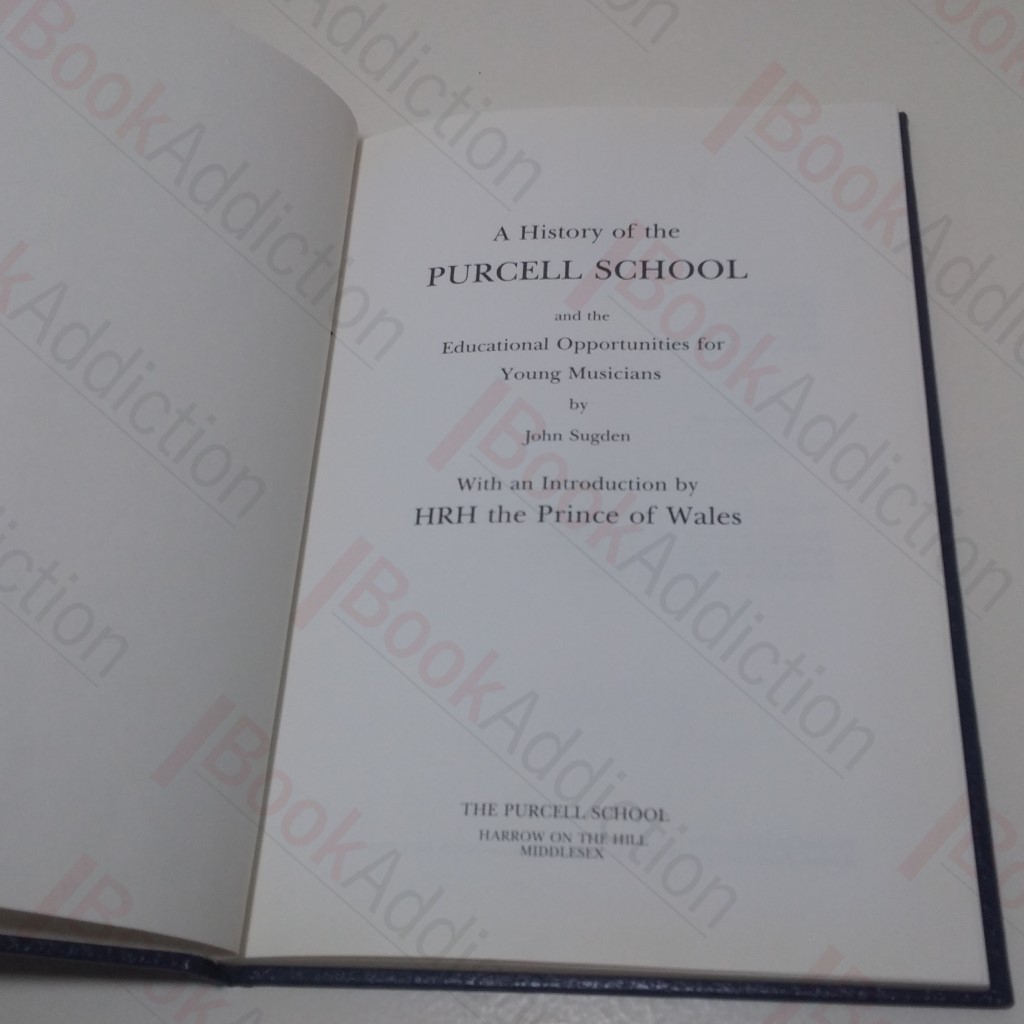 A History of the
PURCELL SCHOOL
and the
Educational Opportunities for
Young Musicians
by
John Sugden
With an Introduction by
HRH the Prince of Wales
THE PURCELL SCHOOL
HARROW ON THE HILL
MIDDLESEX
BookAddiction